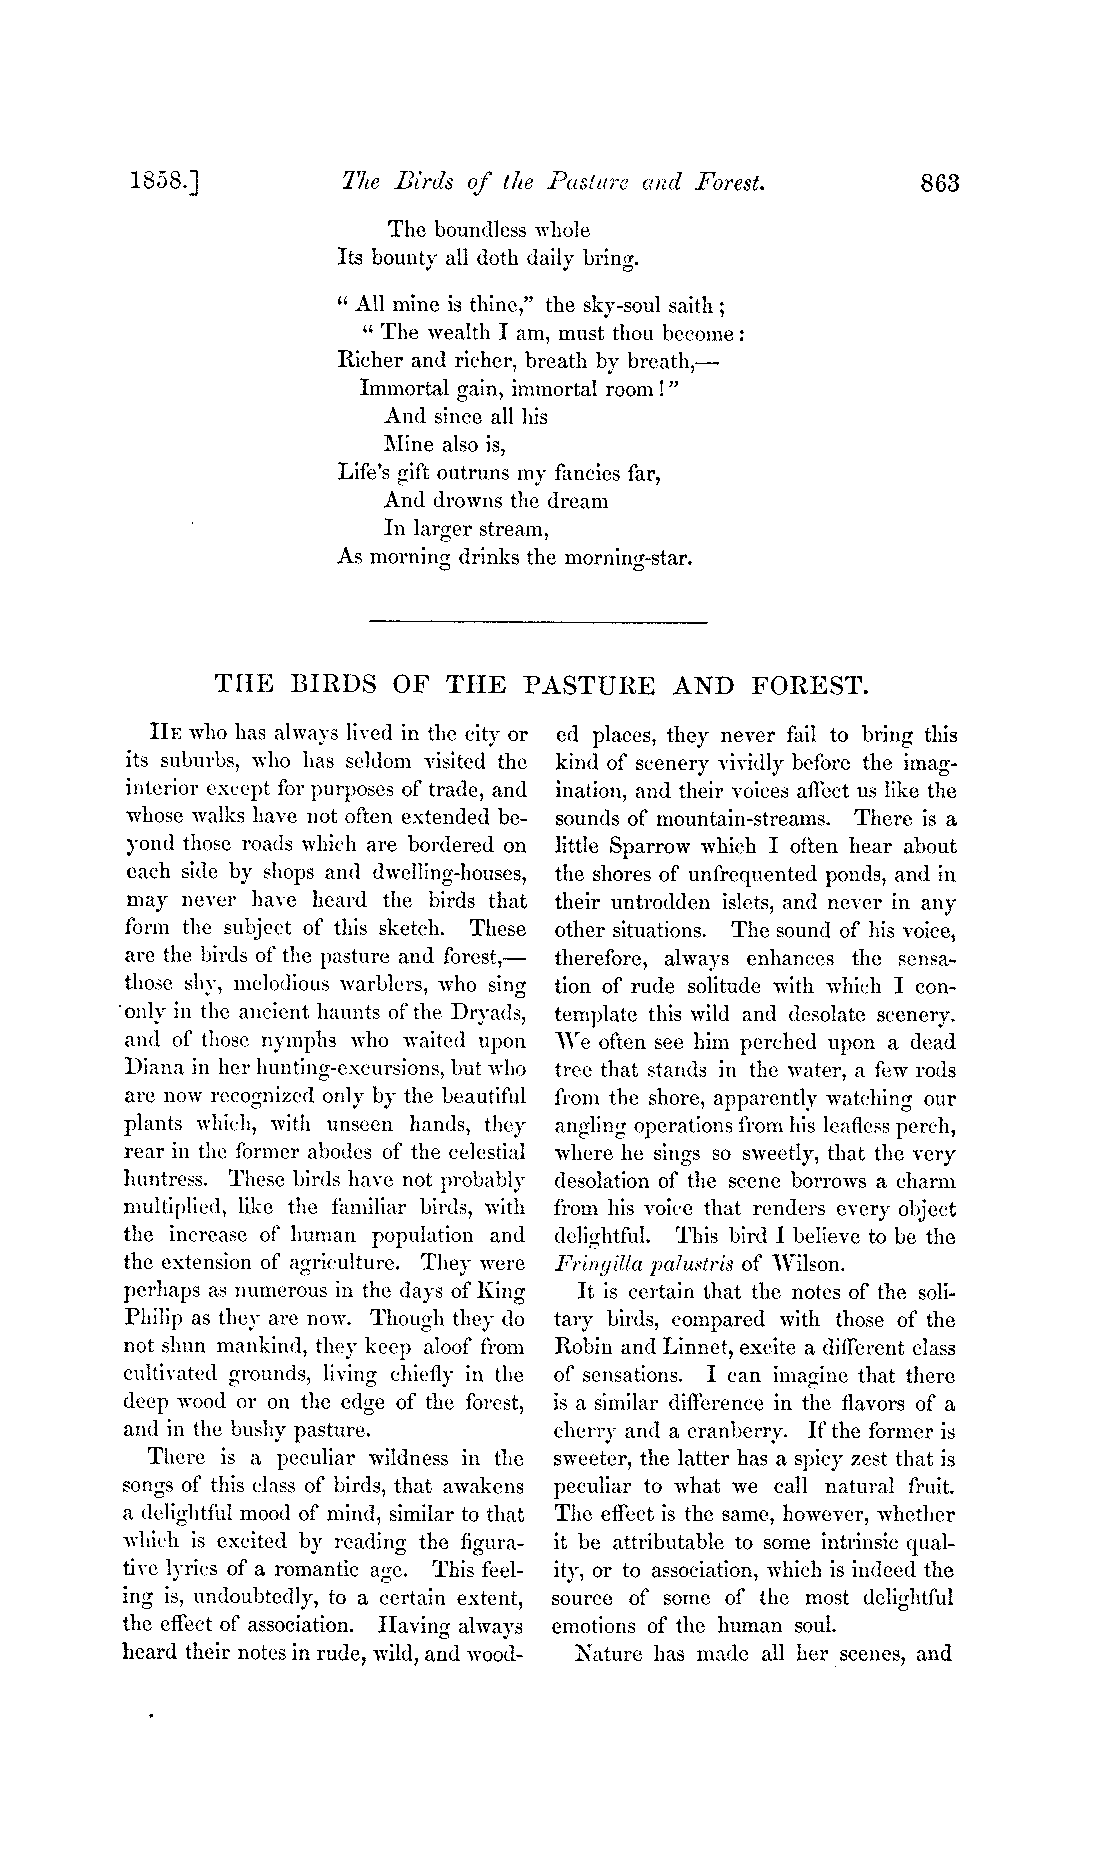 1858.] The Birds of the Pasture and Forest. 863
The boundless whole
Its bounty all doth daily bring.
“ All mine is thine,” the sky-soul saith ;
“ The wealth I am, must thou become :
Richer and richer, breath by breath,—
Immortal gain, immortal room ! ”
And since all his
Mine also is,
Life’s gift outruns my fancies far,
And drowns the dream
In larger stream,
As morning drinks the morning-star.
THE BIRDS OF THE PASTURE AND FOREST.
HE who has always lived in the city or
its suburbs, who has seldom visited the
interior except for purposes of trade, and
whose walks have not often extended be-
yond those roads which are bordered on
each side by shops and dwelling-houses,
may never have heard the birds that
form the subject of this sketch. These
are the birds of the pasture and forest,—
those shy, melodious warblers, who sing
only in the ancient haunts of the Dryads,
and of those nymphs who waited upon
Diana in her hunting-excursions, but who
are now recognized only by the beautiful
plants which, with unseen hands, they
rear in the former abodes of the celestial
huntress. These birds have not probably
multiplied, like the familiar birds, with
the increase of human population and
the extension of agriculture. They were
perhaps as numerous in the days of King
Philip as they are now. Though they do
not shun mankind, they keep aloof from
cultivated grounds, living chiefly in the
deep wood or on the edge of the forest,
and in the bushy pasture.
There is a peculiar wildness in the
songs of this class of birds, that awakens
a delightful mood of mind, similar to that
which is excited by reading the figura-
tive lyrics of a romantic age. This feel-
ing is, undoubtedly, to a certain extent,
the effect of association. Having always
heard their notes in rude, wild, and wood-
ed places, they never fail to bring this
kind of scenery vividly before the imag-
ination, and their voices affect us like the
sounds of mountain-streams. There is a
little Sparrow which I often hear about
the shores of unfrequented ponds, and in
their untrodden islets, and never in any
other situations. The sound of his voice,
therefore, always enhances the sensa-
tion of rude solitude with which I con-
template this wild and desolate scenery.
We often see him perched upon a dead
tree that stands in the water, a few rods
from the shore, apparently watching our
angling operations from his leafless perch,
where he sings so sweetly, that the very
desolation of the scene borrows a charm
from his voice that renders every object
delightful. This bird I believe to be the
Fringilla palustris of Wilson.
It is certain that the notes of the soli-
tary birds, compared with those of the
Robin and Linnet, excite a different class
of sensations. I can imagine that there
is a similar difference in the flavors of a
cherry and a cranberry. If the former is
sweeter, the latter has a spicy zest that is
peculiar to what we call natural fruit.
The effect is the same, however, whether
it be attributable to some intrinsic qual-
ity, or to association, which is indeed the
source of some of the most delightful
emotions of the human soul.
Nature has made all her scenes, and